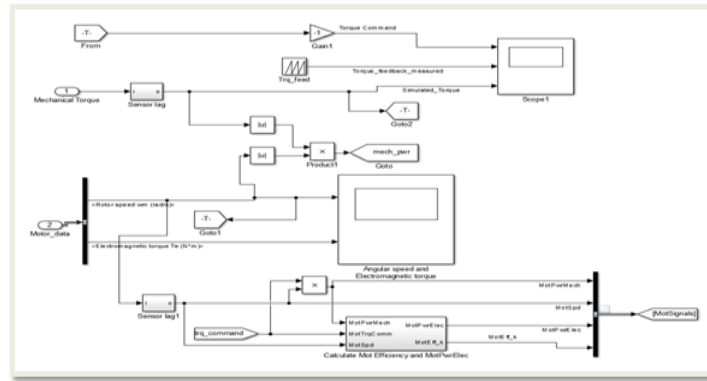 -T-
From
-1
Gain1
Torque Command
Trq_feed
Torque_feedback_measured
Scope1
1
Mechanical Torque
Sensor lag
Simulated_Torque
-T-
Goto2
|u|
|u|
×
Product1
mech_pwr
Goto
<Rotor speed wm (rad/s)>
2
Motor_data
-T-
Goto1
<Electromagnetic torque Te (N*m)>
Angular speed and
Electromagnetic torque
×
MotPwrMech
Sensor lag1
MotSpd
trq_command
MotPwrMech
MotTrqComm
MotSpd
MotPwrElec
MotEff_k
MotPwrElec
MotEff_k
[MotSignals]
Calculate Mot Efficiency and MotPwrElec